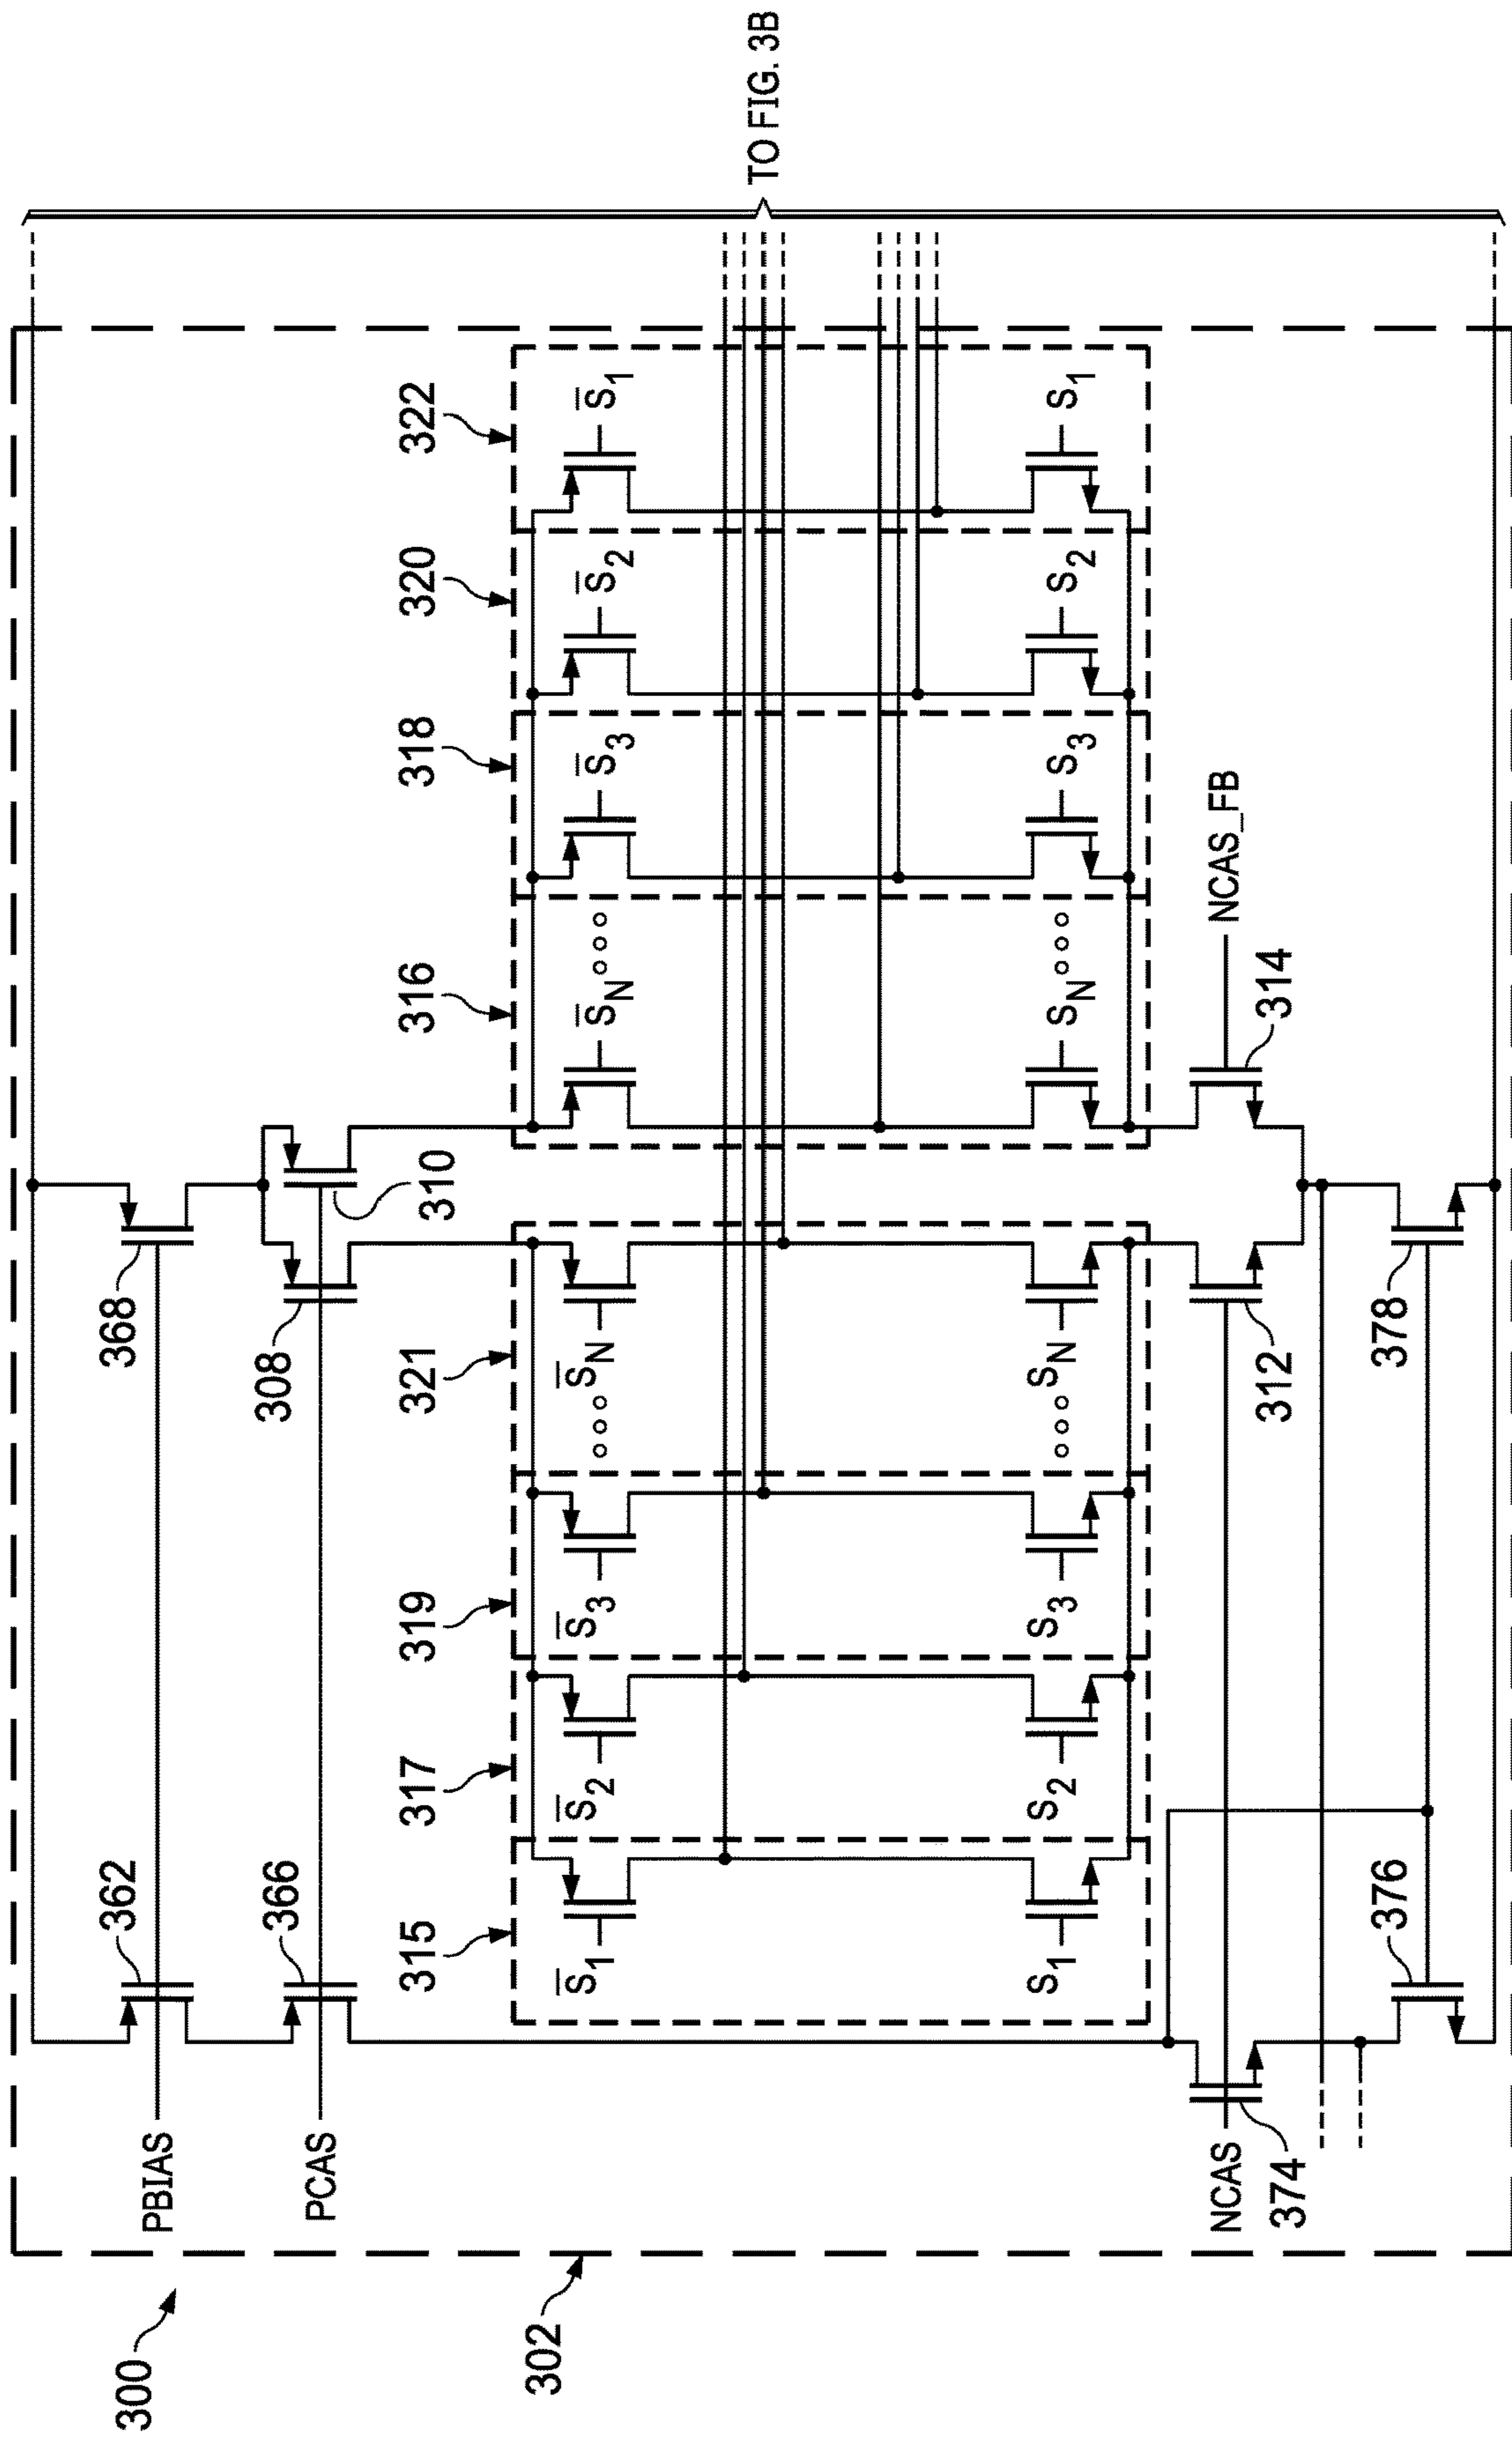 300
362
368
PBIAS
366
308
PCAS
310
315
317
319
321
316
318
320
322
302
S̅1
S̅2
S̅3
S̅N
S̅N
S̅3
S̅2
S̅1
TO FIG. 3B
S1
S2
S3
SN
SN
S3
S2
S1
NCAS
NCAS_FB
374
312
314
376
378